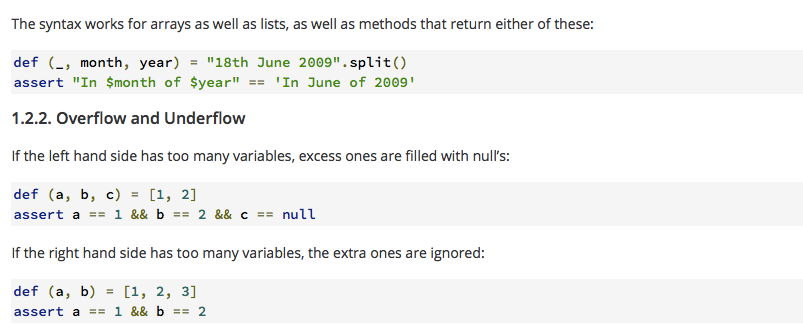 The syntax works for arrays as well as lists, as well as methods that return either of these:
def (_, month, year) = "18th June 2009".split()
assert "In $month of $year" == 'In June of 2009'
1.2.2. Overflow and Underflow
If the left hand side has too many variables, excess ones are filled with null's:
def (a, b, c) = [1, 2]
assert a == 1 && b == 2 && c == null
If the right hand side has too many variables, the extra ones are ignored:
def (a, b) = [1, 2, 3]
assert a == 1 && b == 2